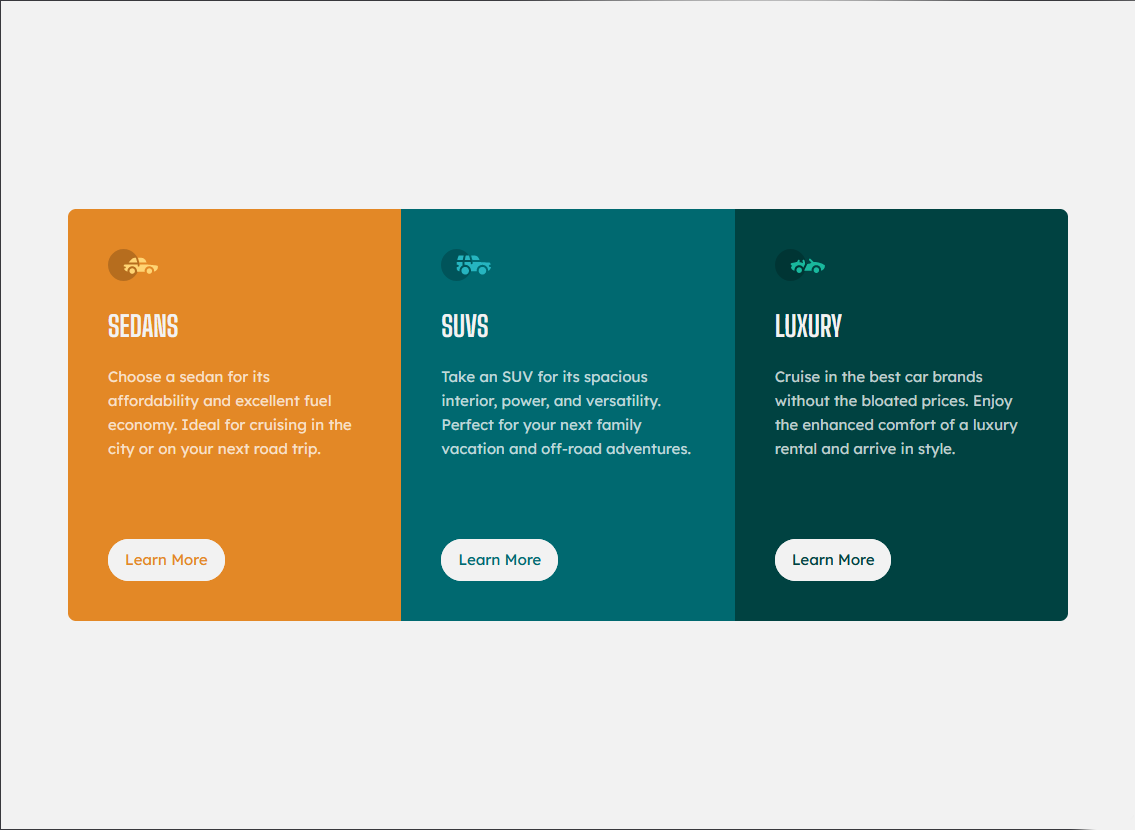 SEDANS
Choose a sedan for its
affordability and excellent fuel
economy. Ideal for cruising in the
city or on your next road trip.
Learn More
SUVS
Take an SUV for its spacious
interior, power, and versatility.
Perfect for your next family
vacation and off-road adventures.
Learn More
LUXURY
Cruise in the best car brands
without the bloated prices. Enjoy
the enhanced comfort of a luxury
rental and arrive in style.
Learn More